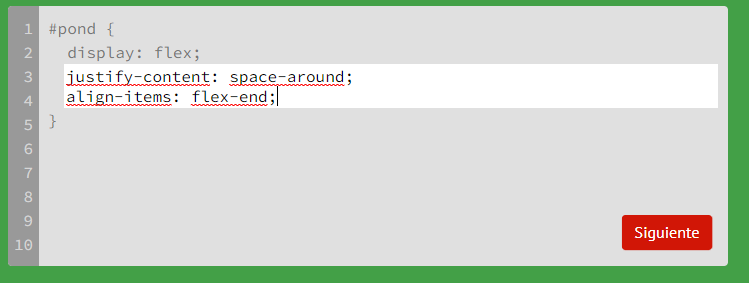 1 #pond {
2 display: flex;
3 justify-content: space-around;
4 align-items: flex-end;
5 }
6
7
8
9
10
Siguiente